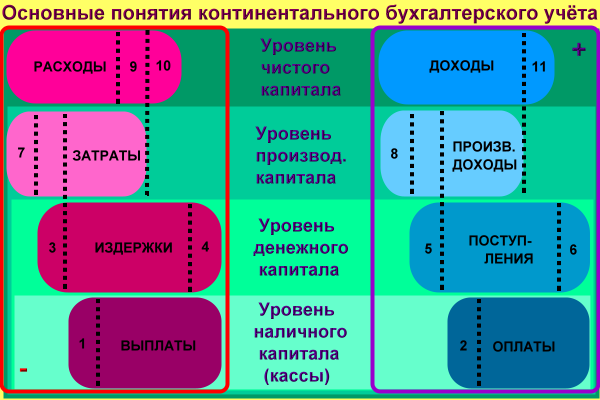 Основные понятия континентального бухгалтерского учёта
РАСХОДЫ 9 10
Уровень
чистого
капитала
ДОХОДЫ 11
+
7 ЗАТРАТЫ
Уровень
производ.
капитала
8 ПРОИЗВ.
ДОХОДЫ
3 ИЗДЕРЖКИ 4
Уровень
денежного
капитала
5 ПОСТУП-
ЛЕНИЯ 6
1 ВЫПЛАТЫ
-
Уровень
наличного
капитала
(кассы)
2 ОПЛАТЫ